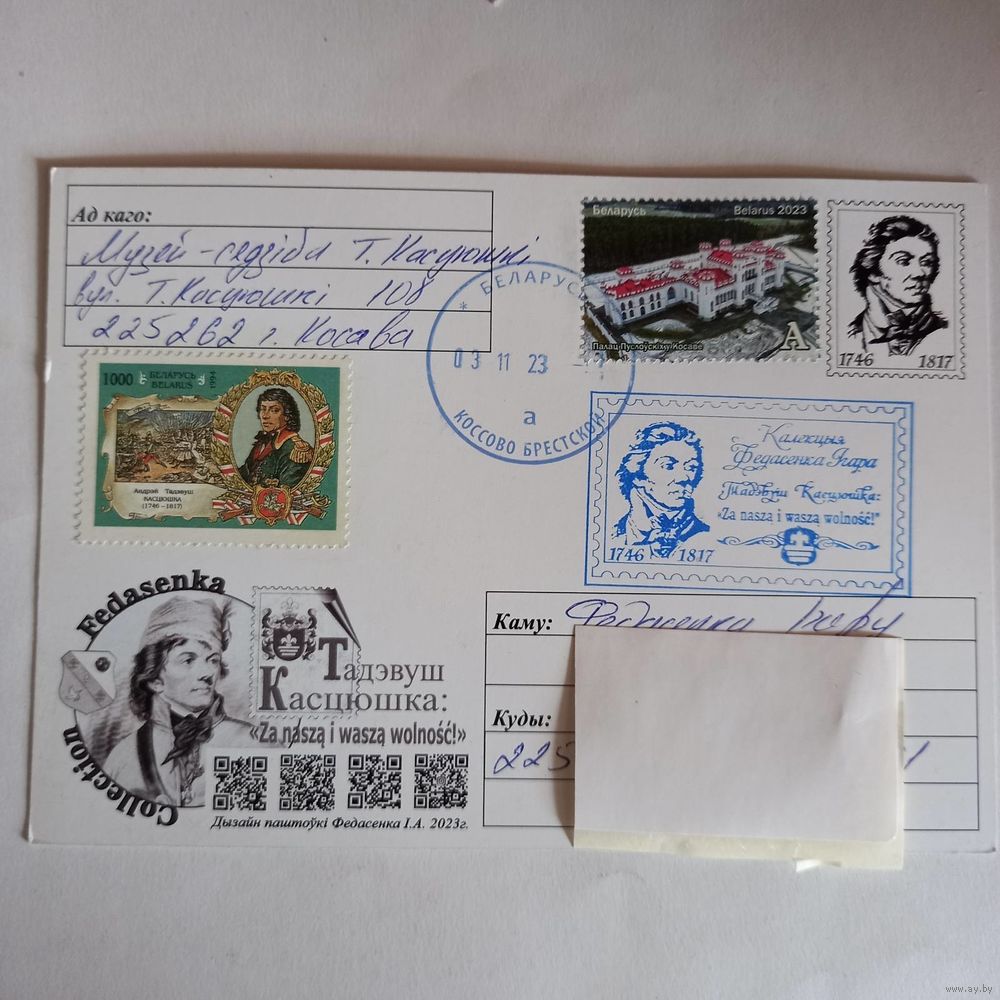 Ад каго:
Музей-сядзіба Т. Касцюшкі
вул. Т. Касцюшкі 108
225262 г. Косава
Беларусь Belarus 2023
Палац Пуслоўскіх у Косаве
A
1746 1817
* БЕЛАРУСЬ
03 11 23
а
КОССОВО БРЕСТСКОЙ
1000 БЕЛАРУСЬ
BELARUS 1994
Андрэй Тадэвуш
КАСЦЮШКА
(1746-1817)
Калекцыя
Федасенка Ігара
Тадэвуш Касцюшка:
«Za naszą i waszą wolność!"
1746 1817
Fedasenka
Collection
Тадэвуш
Касцюшка:
«Za naszą i waszą wolność!»
Дызайн паштоўкі Федасенка І.А. 2023г.
Каму: Федасенка Ігару
Куды:
225
www.ay.by